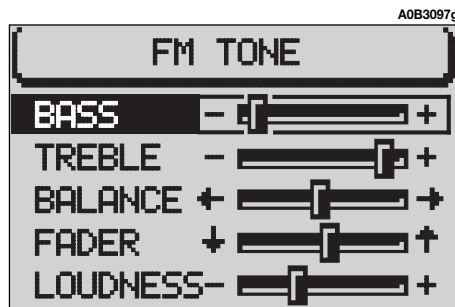 A0B3097g
FM TONE
BASS - +
TREBLE - +
BALANCE
FADER
LOUDNESS - +